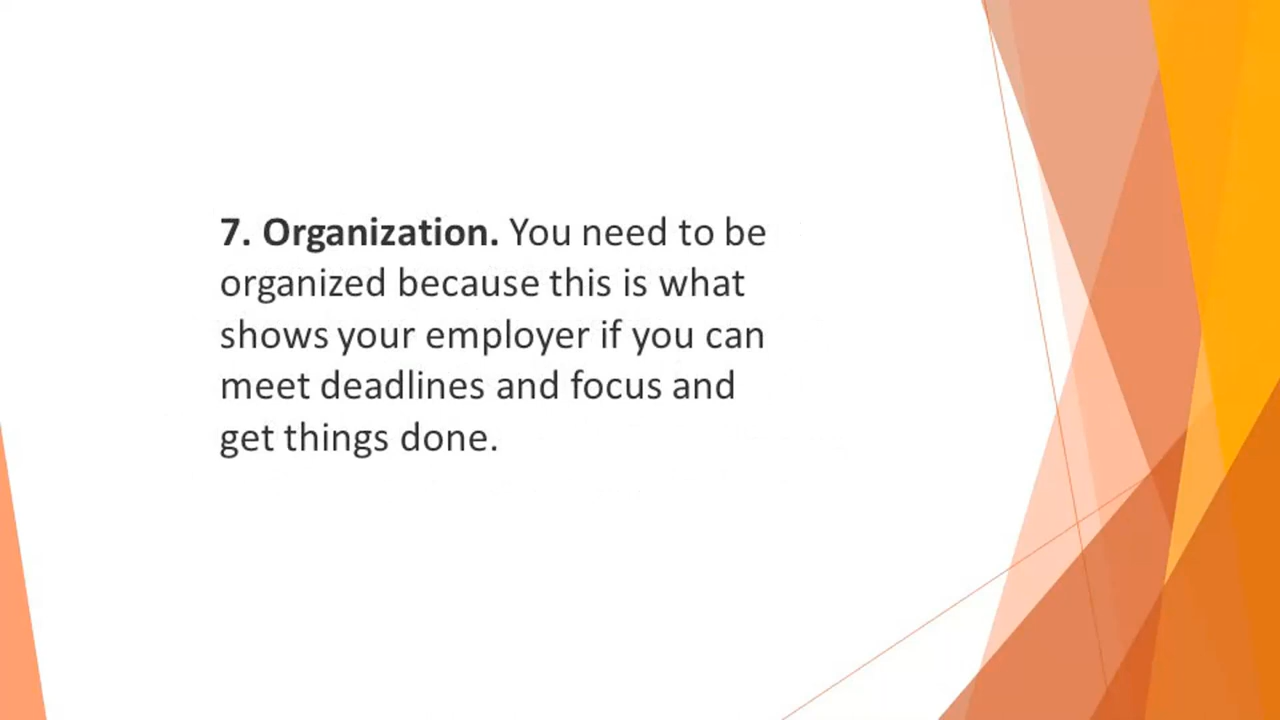 7. Organization. You need to be
organized because this is what
shows your employer if you can
meet deadlines and focus and
get things done.